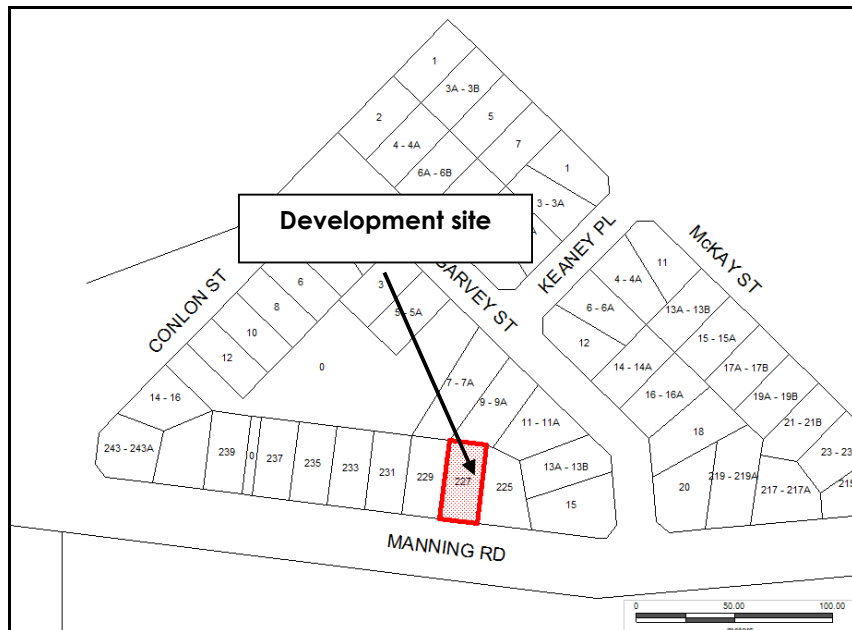 1
3A - 3B
2
5
4 - 4A
7
6A - 6B
1
3 - 3A
Development site
KEANEY PL
McKAY ST
11
4 - 4A
6 - 6A
13A - 13B
CONLON ST
GARVEY ST
6
3
8
5 - 5A
10
12
12
15 - 15A
0
14 - 14A
17A - 17B
7 - 7A
16 - 16A
19A - 19B
14 - 16
9 - 9A
11 - 11A
21 - 21B
18
243 - 243A
239
0
237
235
233
231
229
227
225
13A - 13B
15
20
219 - 219A
217 - 217A
MANNING RD
0 50.00 100.00